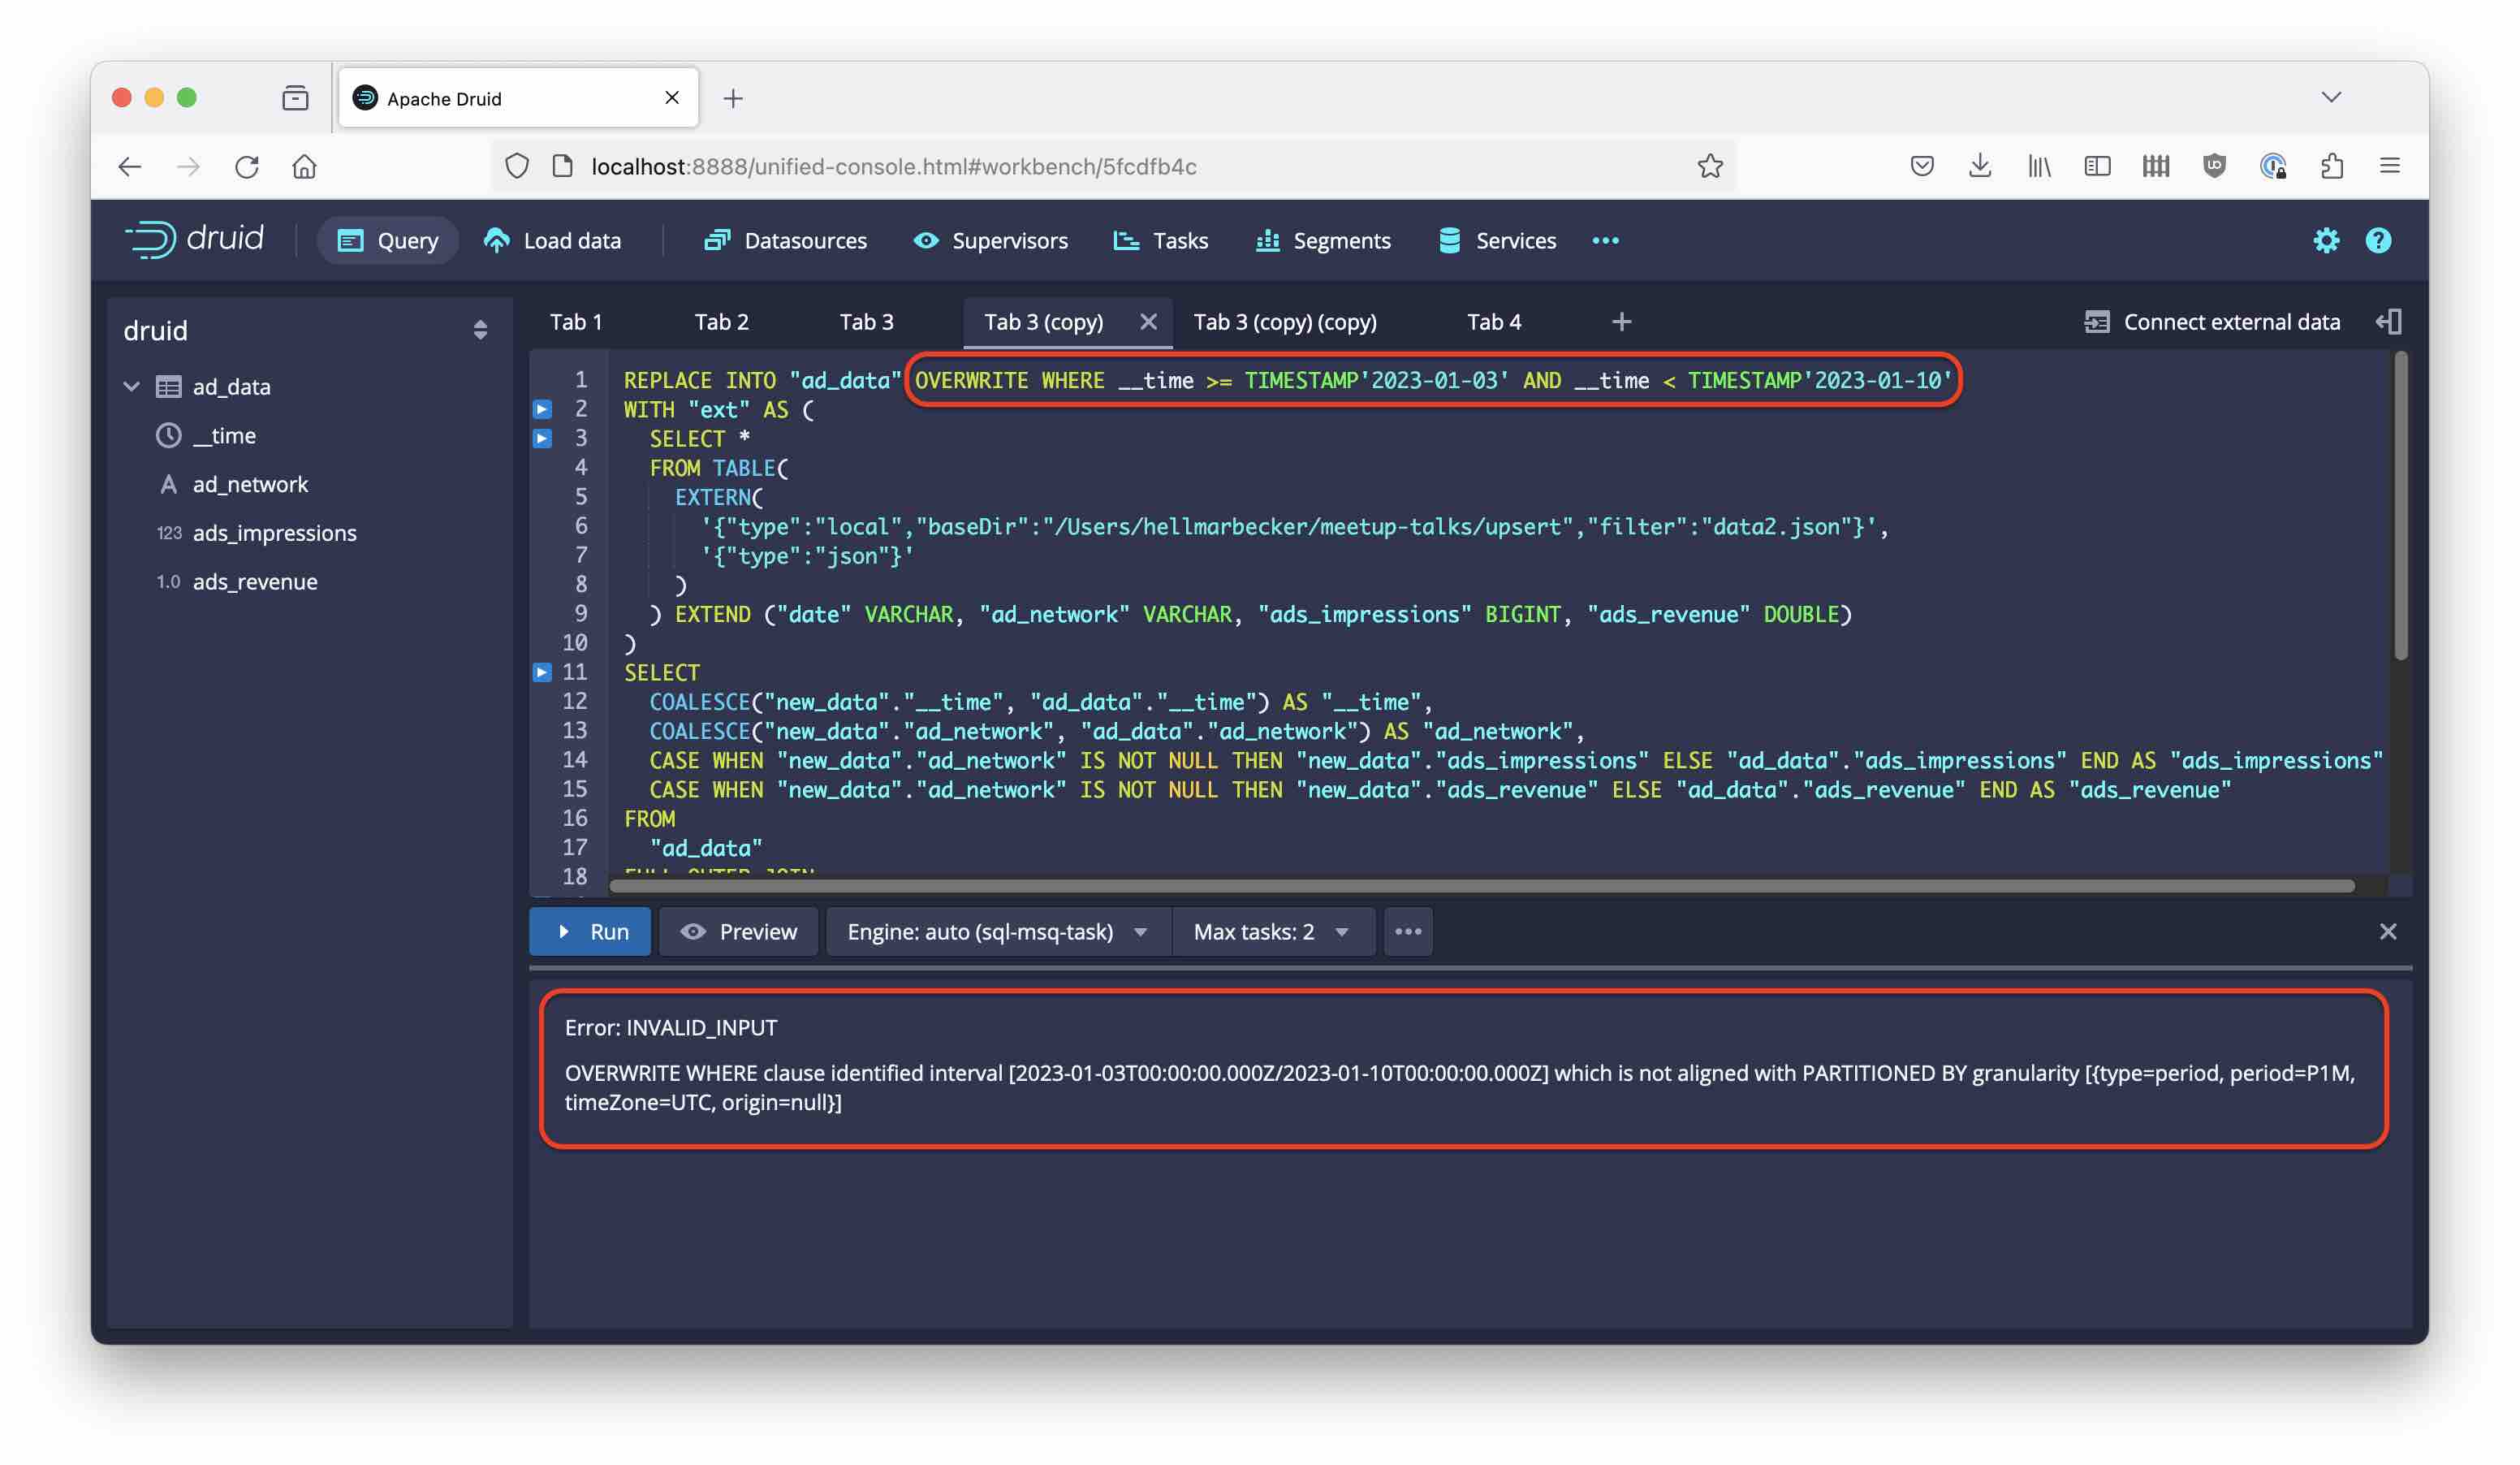 Apache Druid
localhost:8888/unified-console.html#workbench/5fcdfb4c
druid
Query
Load data
Datasources
Supervisors
Tasks
Segments
Services
druid
ad_data
__time
A ad_network
123 ads_impressions
1.0 ads_revenue
Tab 1
Tab 2
Tab 3
Tab 3 (copy)
Tab 3 (copy) (copy)
Tab 4
Connect external data
1 REPLACE INTO "ad_data" OVERWRITE WHERE __time >= TIMESTAMP'2023-01-03' AND __time < TIMESTAMP'2023-01-10'
2 WITH "ext" AS (
3 SELECT *
4 FROM TABLE(
5 EXTERN(
6 '{"type":"local","baseDir":"/Users/hellmarbecker/meetup-talks/upsert","filter":"data2.json"}',
7 '{"type":"json"}'
8 )
9 ) EXTEND ("date" VARCHAR, "ad_network" VARCHAR, "ads_impressions" BIGINT, "ads_revenue" DOUBLE)
10 )
11 SELECT
12 COALESCE("new_data"."__time", "ad_data"."__time") AS "__time",
13 COALESCE("new_data"."ad_network", "ad_data"."ad_network") AS "ad_network",
14 CASE WHEN "new_data"."ad_network" IS NOT NULL THEN "new_data"."ads_impressions" ELSE "ad_data"."ads_impressions" END AS "ads_impressions"
15 CASE WHEN "new_data"."ad_network" IS NOT NULL THEN "new_data"."ads_revenue" ELSE "ad_data"."ads_revenue" END AS "ads_revenue"
16 FROM
17 "ad_data"
18 FULL OUTER JOIN
Run
Preview
Engine: auto (sql-msq-task)
Max tasks: 2
Error: INVALID_INPUT
OVERWRITE WHERE clause identified interval [2023-01-03T00:00:00.000Z/2023-01-10T00:00:00.000Z] which is not aligned with PARTITIONED BY granularity [{type=period, period=P1M,
timeZone=UTC, origin=null}]